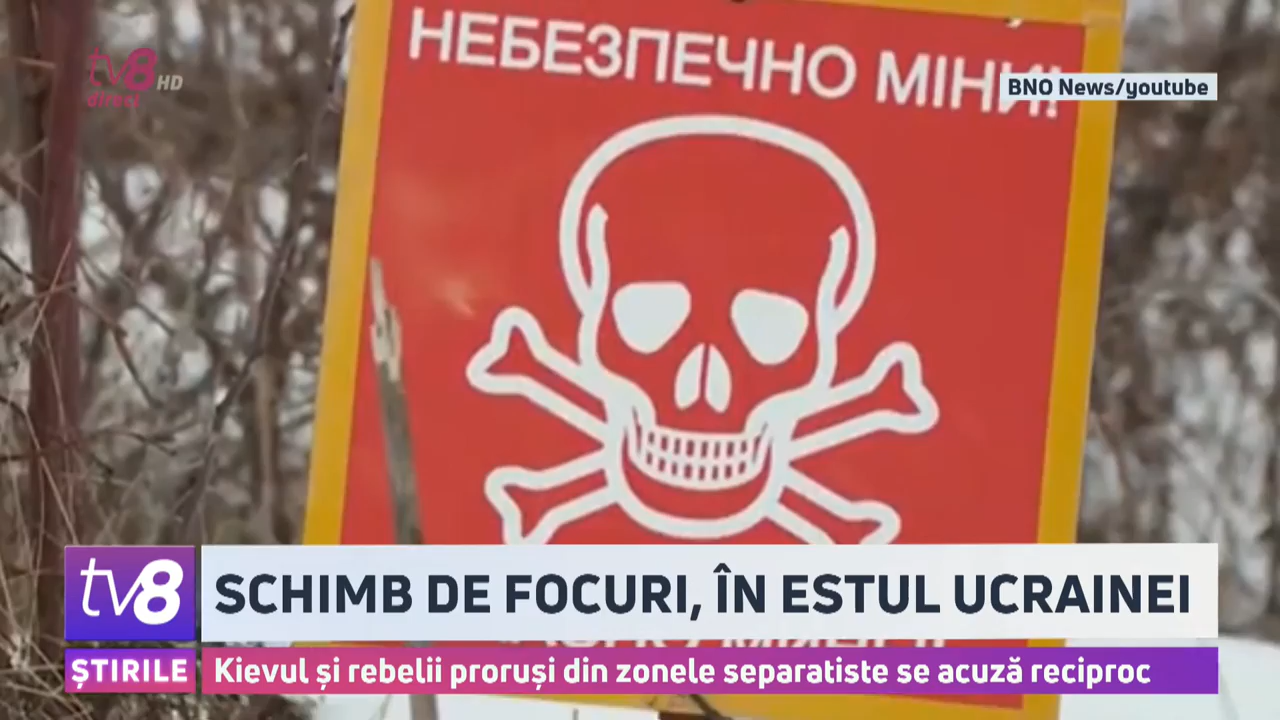 НЕБЕЗПЕЧНО МІНИ!
tv8 HD
direct
BNO News/youtube
tv8
SCHIMB DE FOCURI, ÎN ESTUL UCRAINEI
ȘTIRILE
Kievul și rebelii proruși din zonele separatiste se acuză reciproc